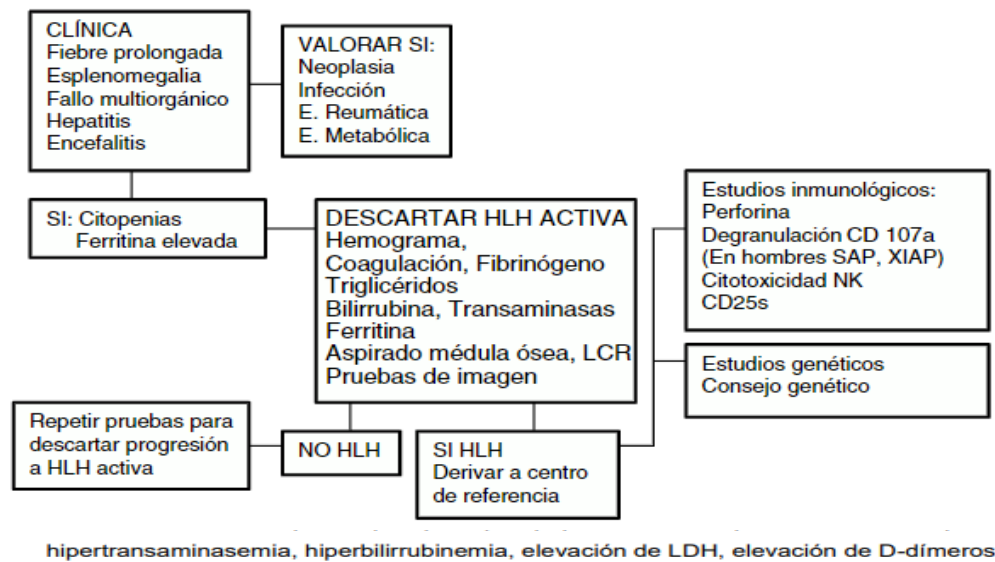 CLÍNICA
Fiebre prolongada
Esplenomegalia
Fallo multiorgánico
Hepatitis
Encefalitis
VALORAR SI:
Neoplasia
Infección
E. Reumática
E. Metabólica
SI: Citopenias
Ferritina elevada
DESCARTAR HLH ACTIVA
Hemograma,
Coagulación, Fibrinógeno
Triglicéridos
Bilirrubina, Transaminasas
Ferritina
Aspirado médula ósea, LCR
Pruebas de imagen
Estudios inmunológicos:
Perforina
Degranulación CD 107a
(En hombres SAP, XIAP)
Citotoxicidad NK
CD25s
Estudios genéticos
Consejo genético
Repetir pruebas para
descartar progresión
a HLH activa
NO HLH
SI HLH
Derivar a centro
de referencia
hipertransaminasemia, hiperbilirrubinemia, elevación de LDH, elevación de D-dímeros